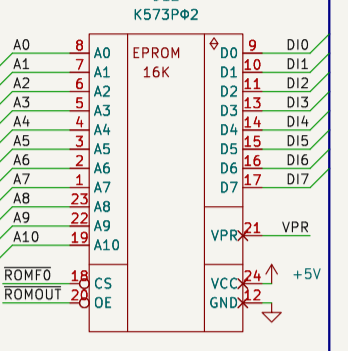 K573РФ2
A0 8 A0 EPROM D0 9 DI0
A1 7 A1 16K D1 10 DI1
A2 6 A2 D2 11 DI2
A3 5 A3 D3 13 DI3
A4 4 A4 D4 14 DI4
A5 3 A5 D5 15 DI5
A6 2 A6 D6 16 DI6
A7 1 A7 D7 17 DI7
A8 23 A8
A9 22 A9 VPR 21 VPR
A10 19 A10
ROMF0 18 CS VCC 24 +5V
ROMOUT 20 OE GND 12